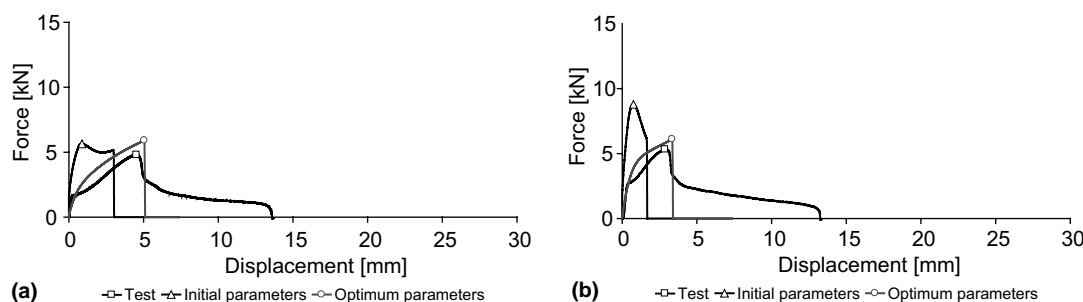 15
10
5
0
Force [kN]
0 5 10 15 20 25 30
Displacement [mm]
(a)
Test Initial parameters Optimum parameters
15
10
5
0
Force [kN]
0 5 10 15 20 25 30
Displacement [mm]
(b)
Test Initial parameters Optimum parameters